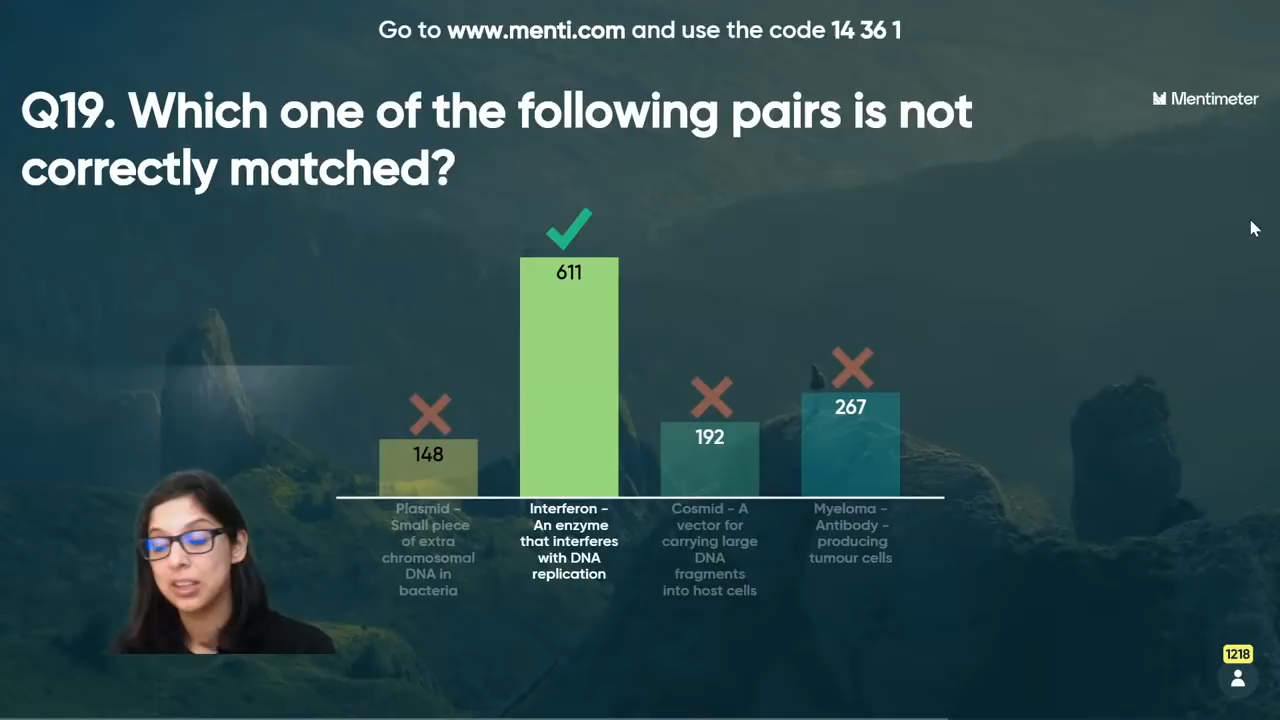 Go to www.menti.com and use the code 14 36 1
Q19. Which one of the following pairs is not
correctly matched?
Mentimeter
148
611
192
267
Plasmid –
Small piece
of extra
chromosomal
DNA in
bacteria
Interferon –
An enzyme
that interferes
with DNA
replication
Cosmid – A
vector for
carrying large
DNA
fragments
into host cells
Myeloma –
Antibody –
producing
tumour cells
1218